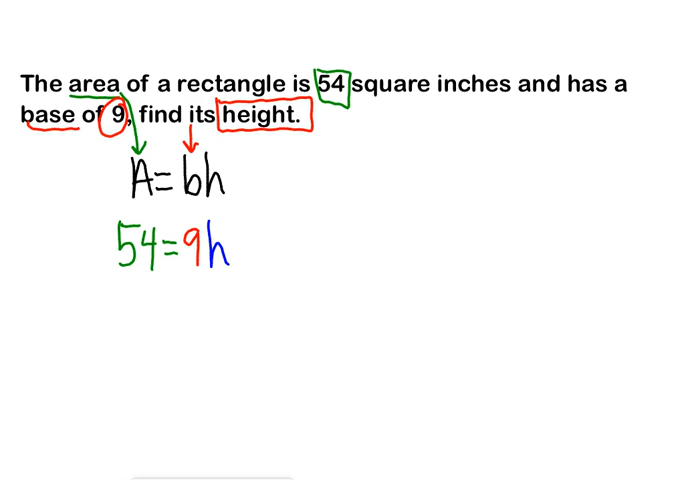 The area of a rectangle is 54 square inches and has a
base of 9, find its height.
A=bh
54=9h